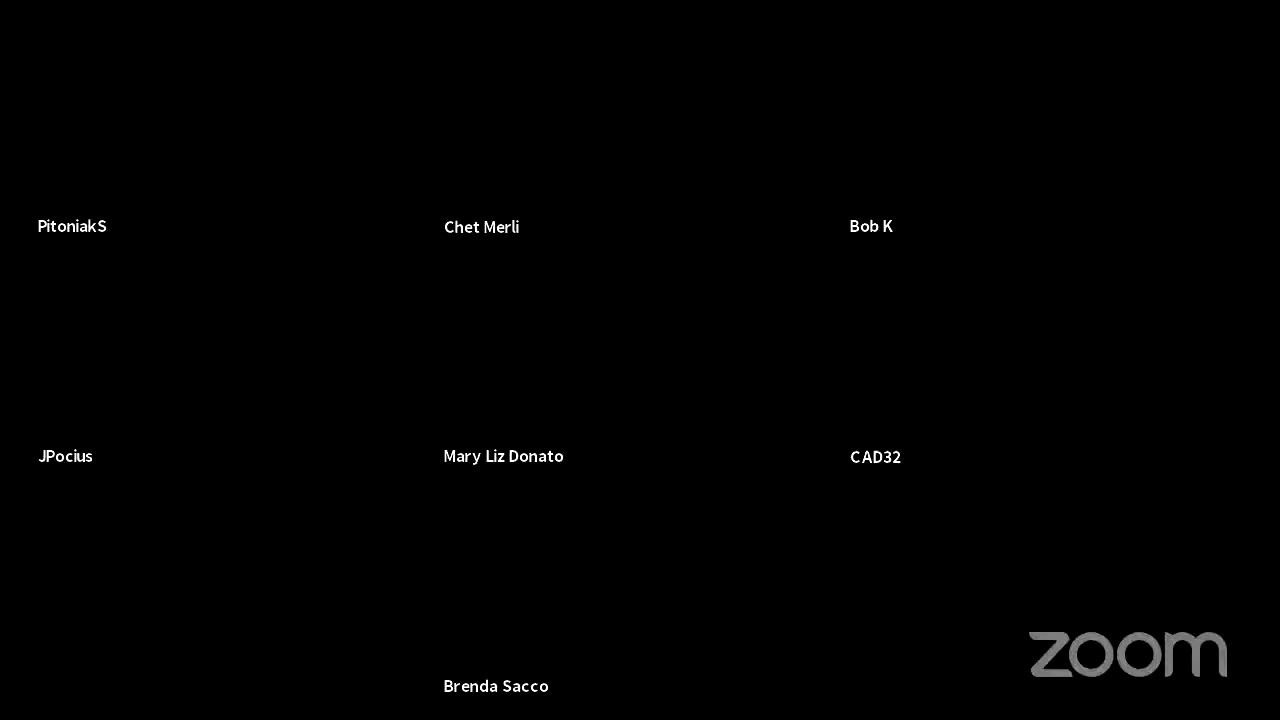 PitoniakS
Chet Merli
Bob K
JPocius
Mary Liz Donato
CAD32
Brenda Sacco
zoom